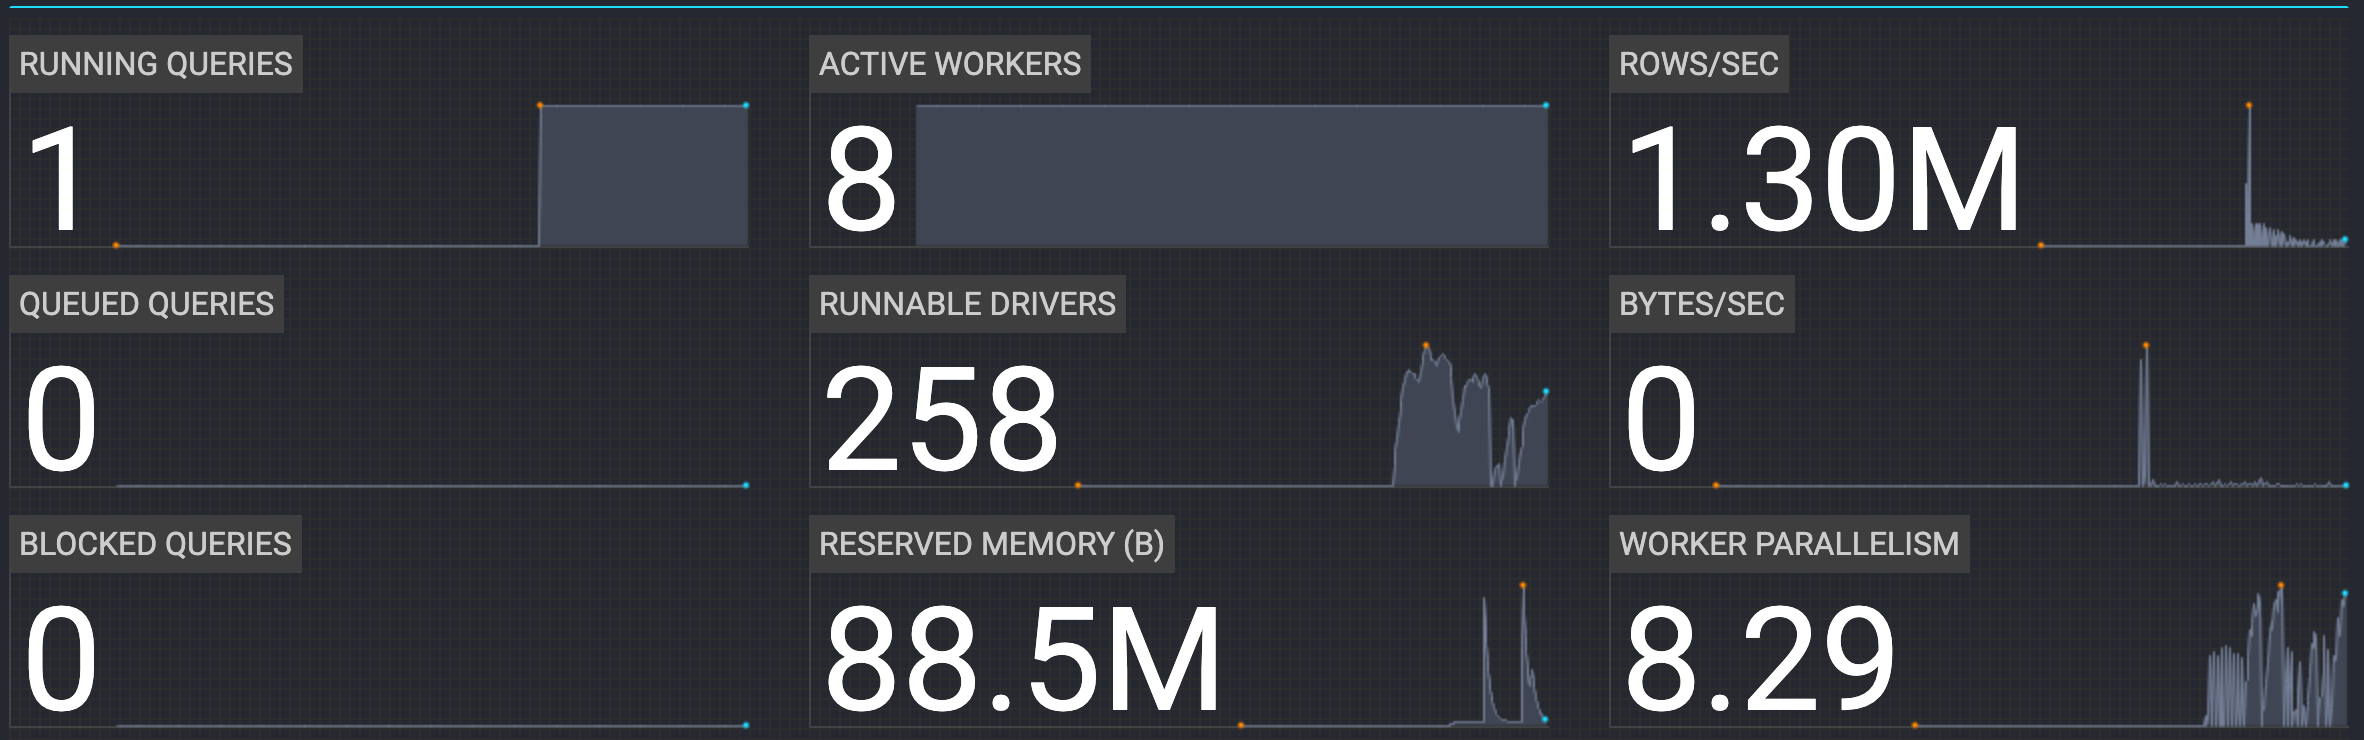 RUNNING QUERIES
1
ACTIVE WORKERS
8
ROWS/SEC
1.30M
QUEUED QUERIES
0
RUNNABLE DRIVERS
258
BYTES/SEC
0
BLOCKED QUERIES
0
RESERVED MEMORY (B)
88.5M
WORKER PARALLELISM
8.29